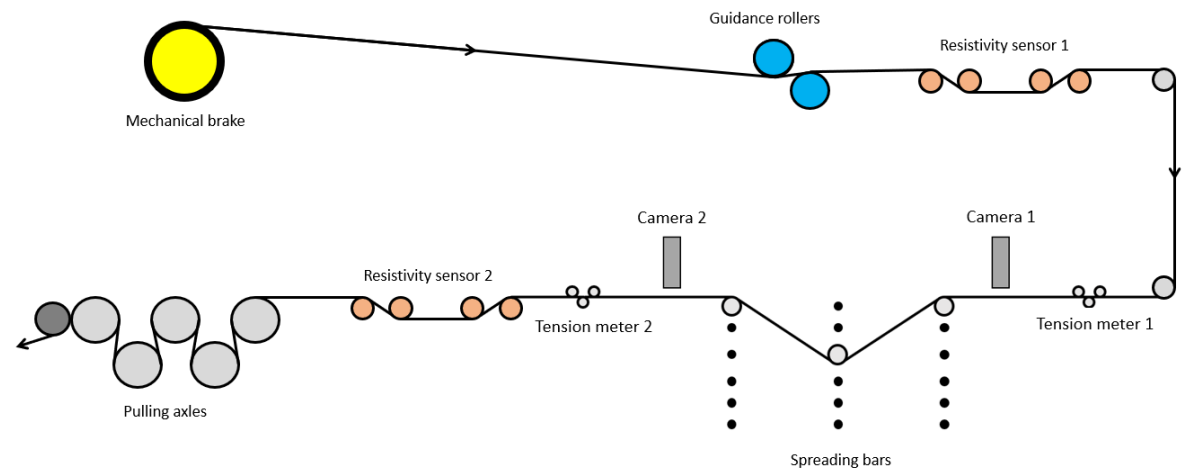 Guidance rollers
Resistivity sensor 1
Mechanical brake
Camera 2
Camera 1
Resistivity sensor 2
Tension meter 2
Tension meter 1
Pulling axles
Spreading bars